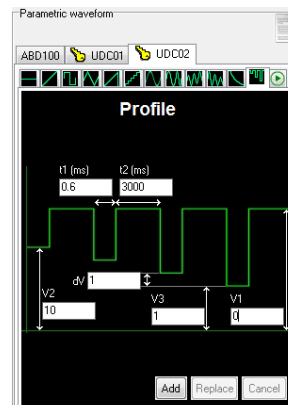 Parametric waveform
ABD100 UDC01 UDC02
Profile
t1 (ms) t2 (ms)
0.6 3000
dV 1
V2 V3 V1
10 1 0
Add Replace Cancel